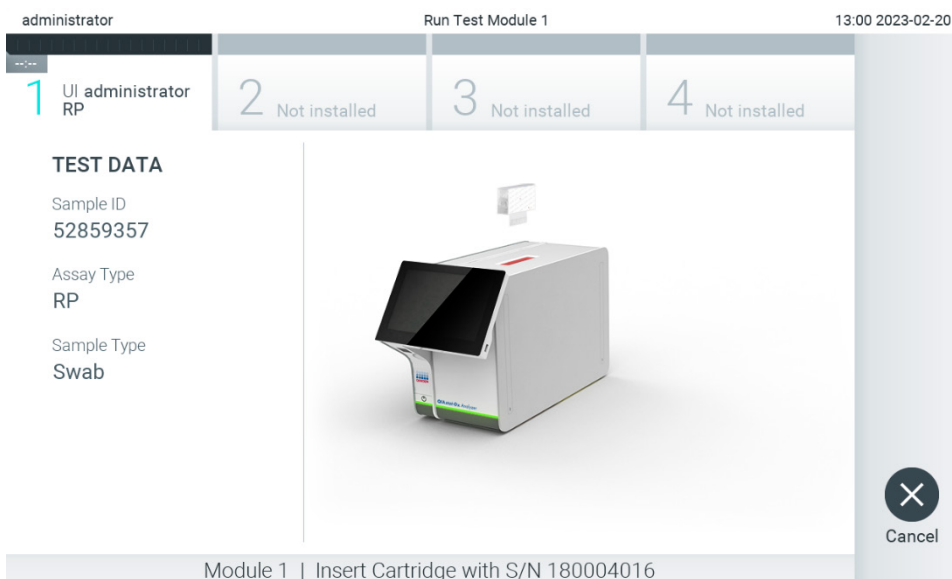 administrator
Run Test Module 1
13:00 2023-02-20
--:--
1 UI administrator
RP
2 Not installed
3 Not installed
4 Not installed
TEST DATA
Sample ID
52859357
Assay Type
RP
Sample Type
Swab
Cancel
Module 1 | Insert Cartridge with S/N 180004016